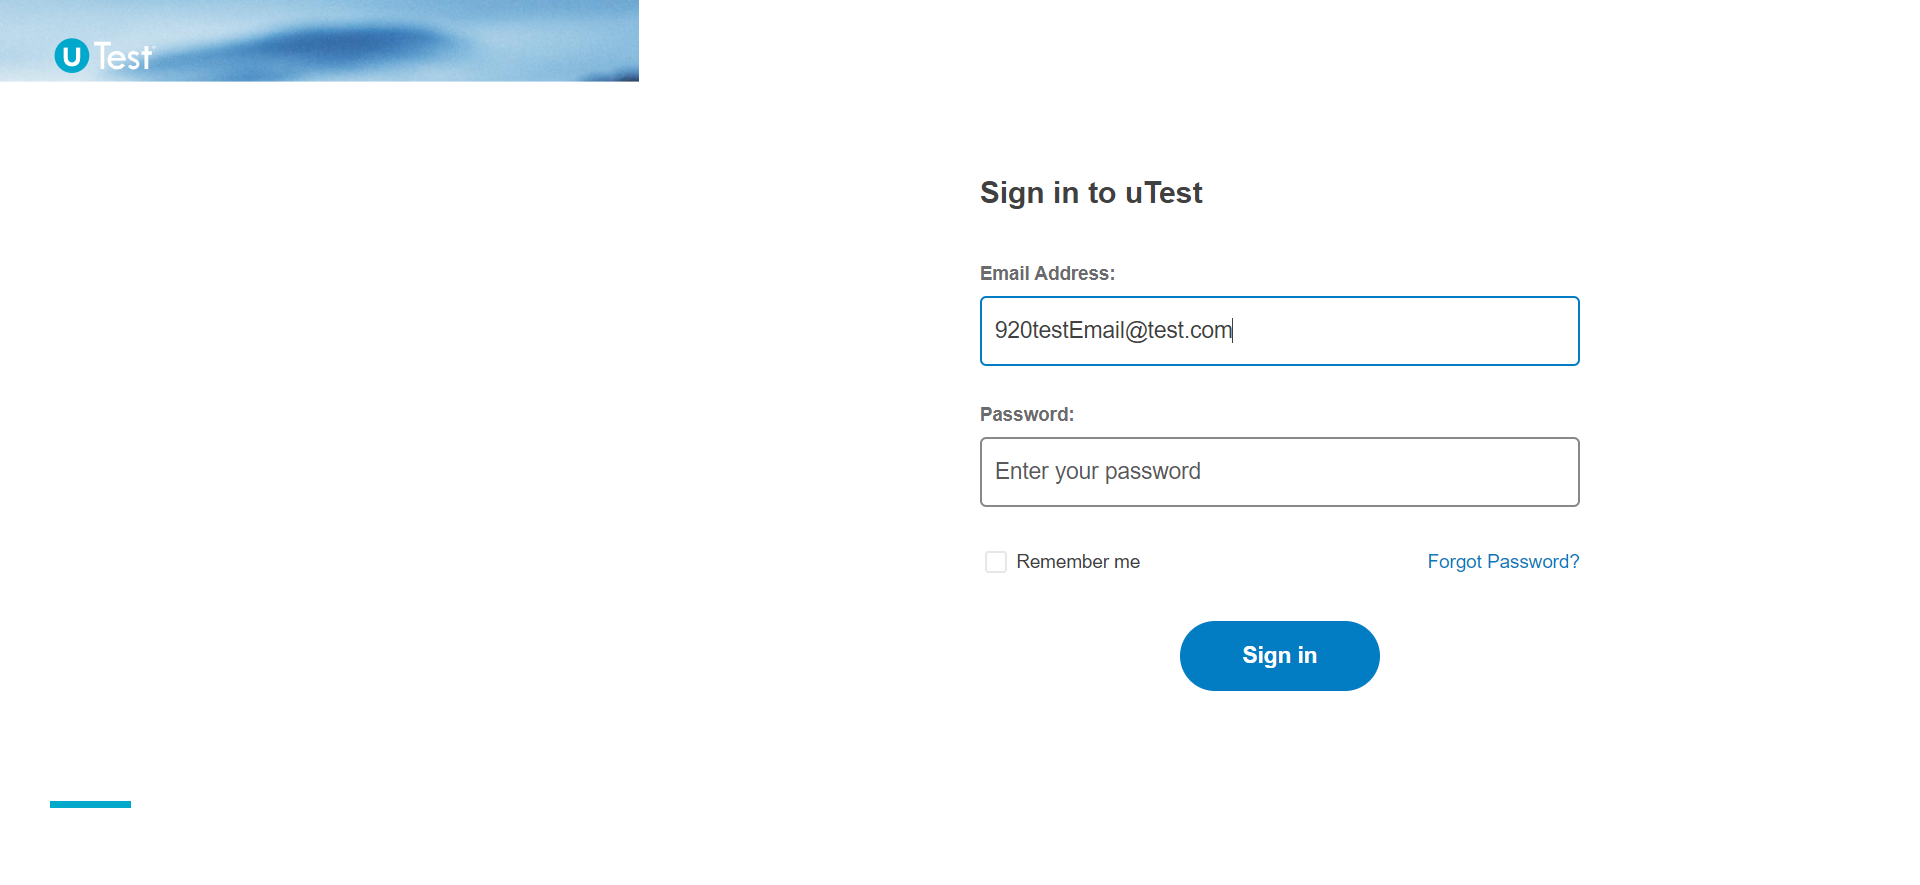 uTest
Sign in to uTest
Email Address:
920testEmail@test.com
Password:
Enter your password
Remember me
Forgot Password?
Sign in